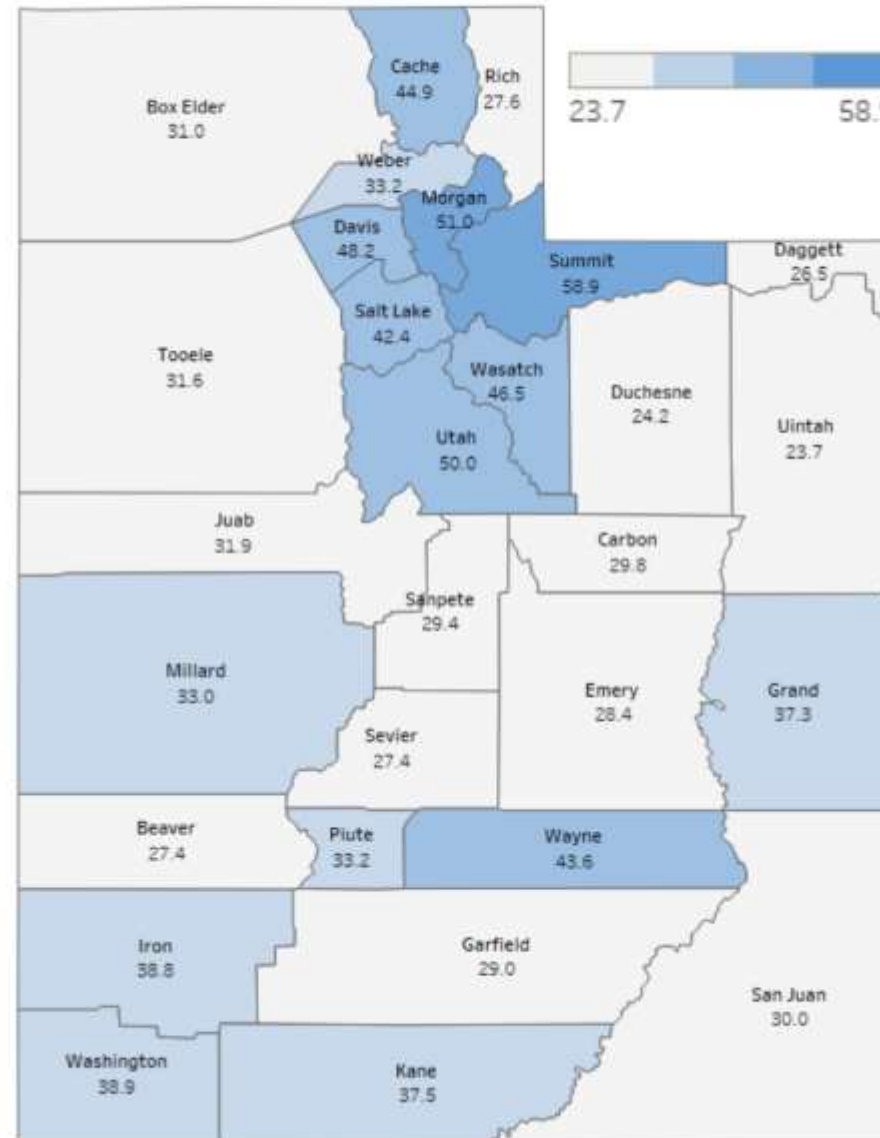 Cache
44.9
Rich
27.6
Box Elder
31.0
23.7
58.
Weber
33.2
Morgan
51.0
Davis
48.2
Summit
58.9
Daggett
26.5
Salt Lake
42.4
Tooele
31.6
Wasatch
46.5
Duchesne
24.2
Uintah
23.7
Utah
50.0
Juab
31.9
Carbon
29.8
Sanpete
29.4
Millard
33.0
Emery
28.4
Grand
37.3
Sevier
27.4
Beaver
27.4
Piute
33.2
Wayne
43.6
Iron
38.8
Garfield
29.0
San Juan
30.0
Washington
38.9
Kane
37.5